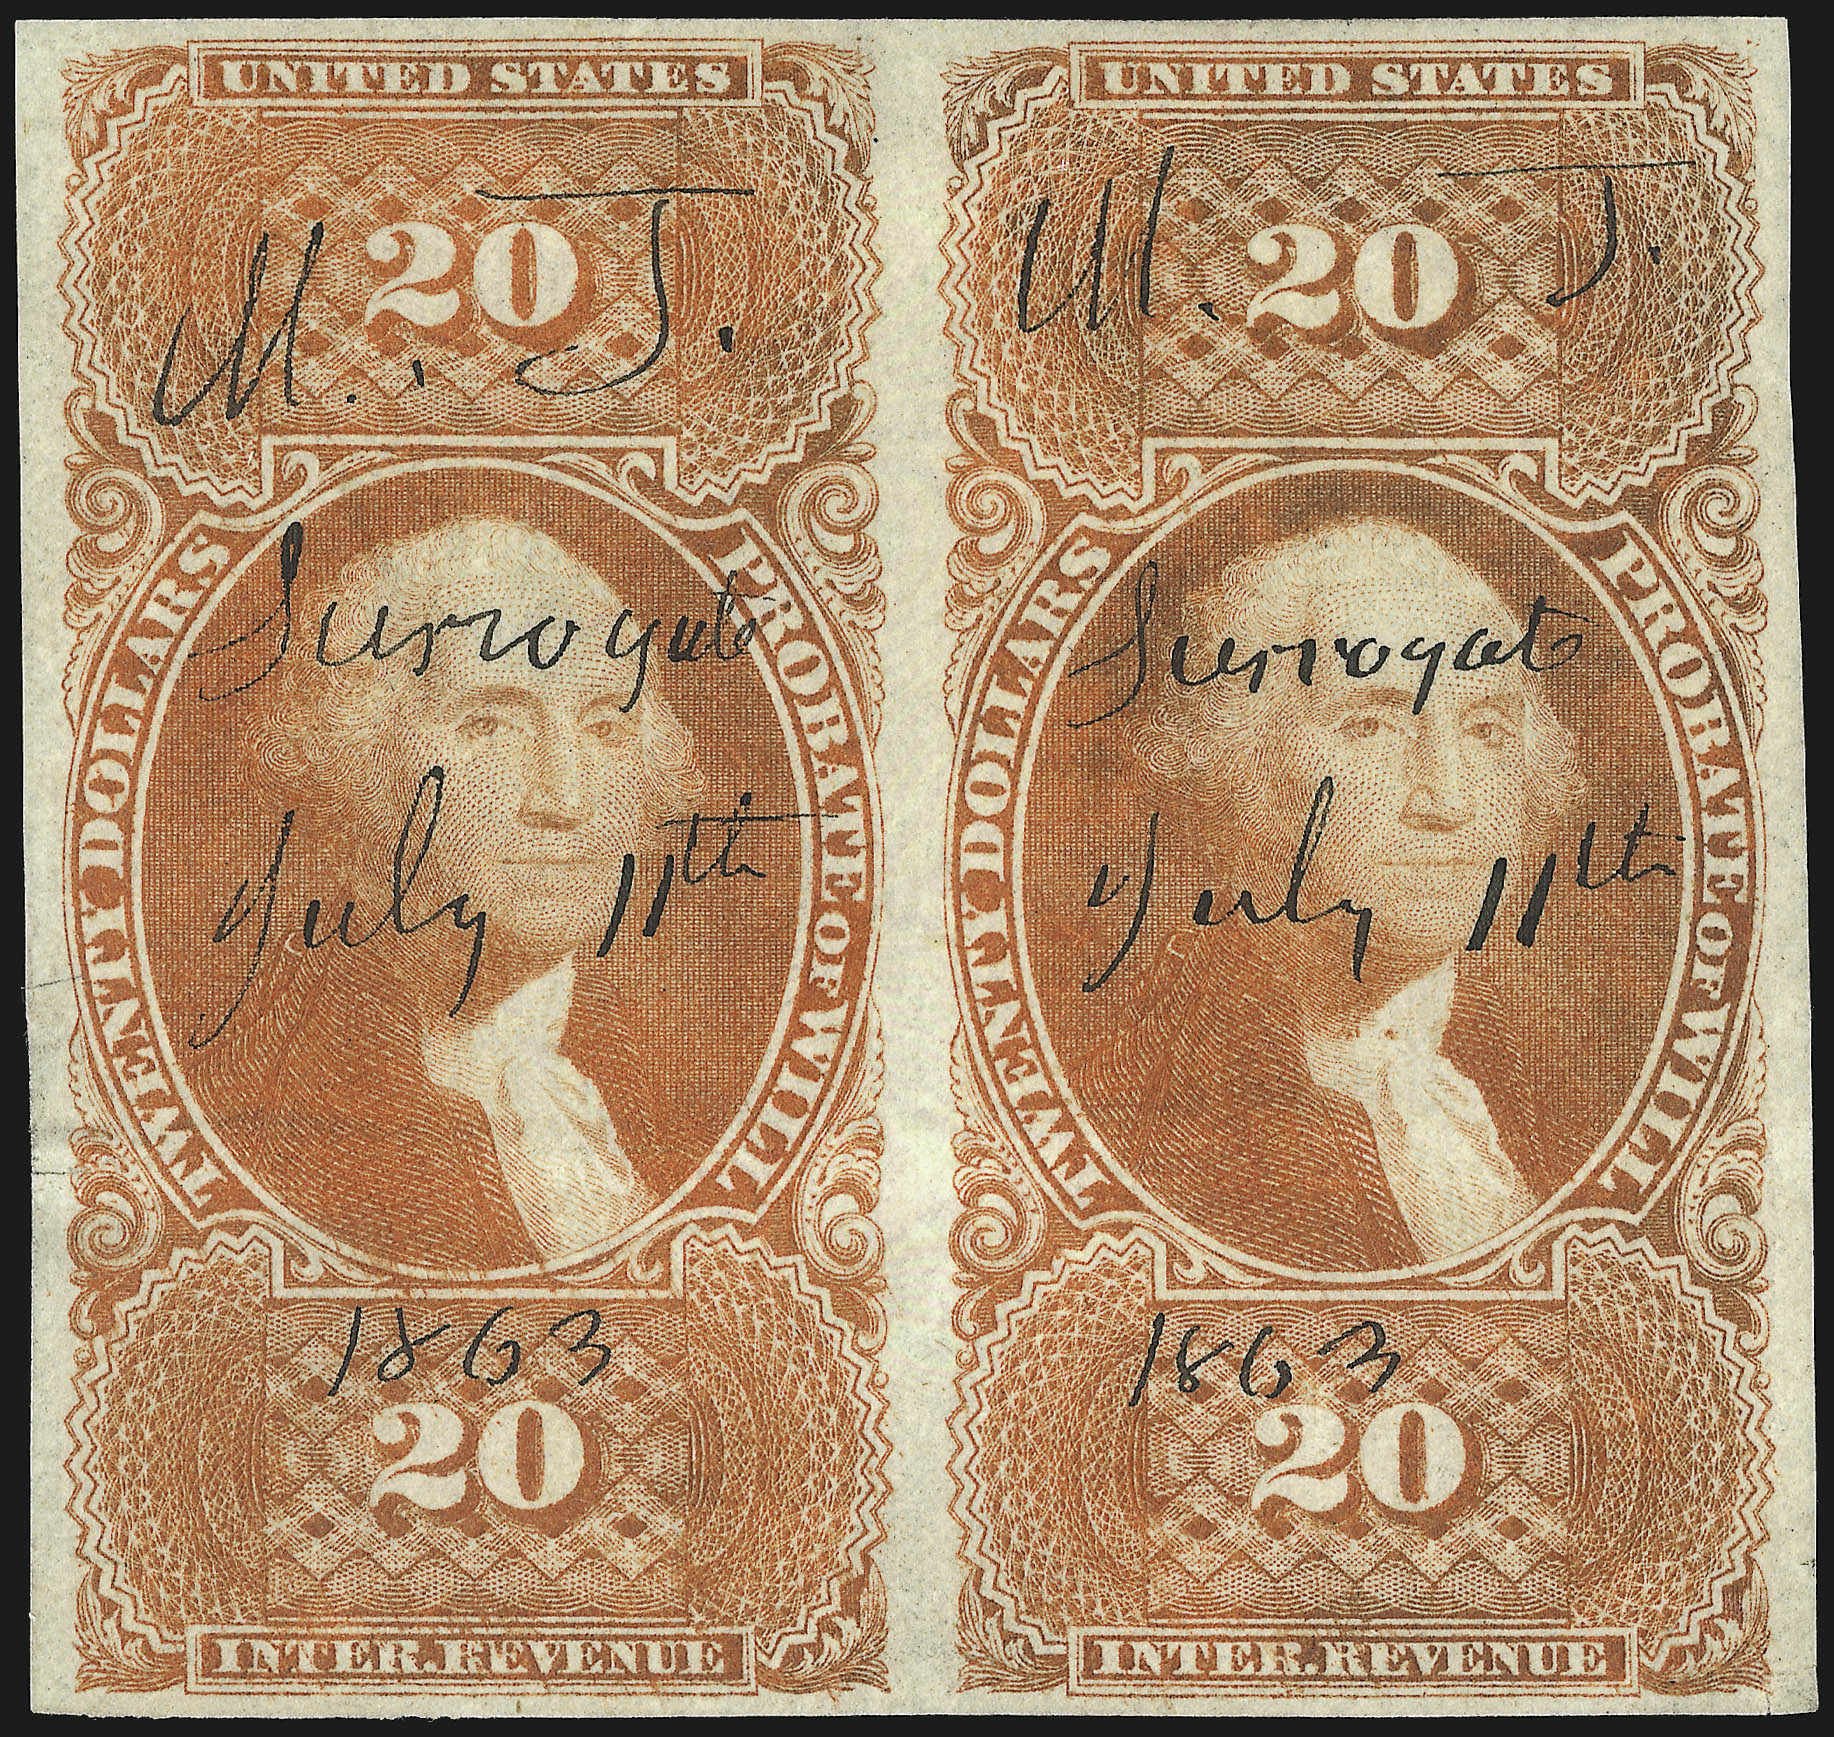 UNITED STATES
20
M. J.
TWENTY DOLLARS
PROBATE OF WILL
Surrogate
July 11th
1863
20
INTER. REVENUE
UNITED STATES
20
M. J.
TWENTY DOLLARS
PROBATE OF WILL
Surrogate
July 11th
1863
20
INTER. REVENUE